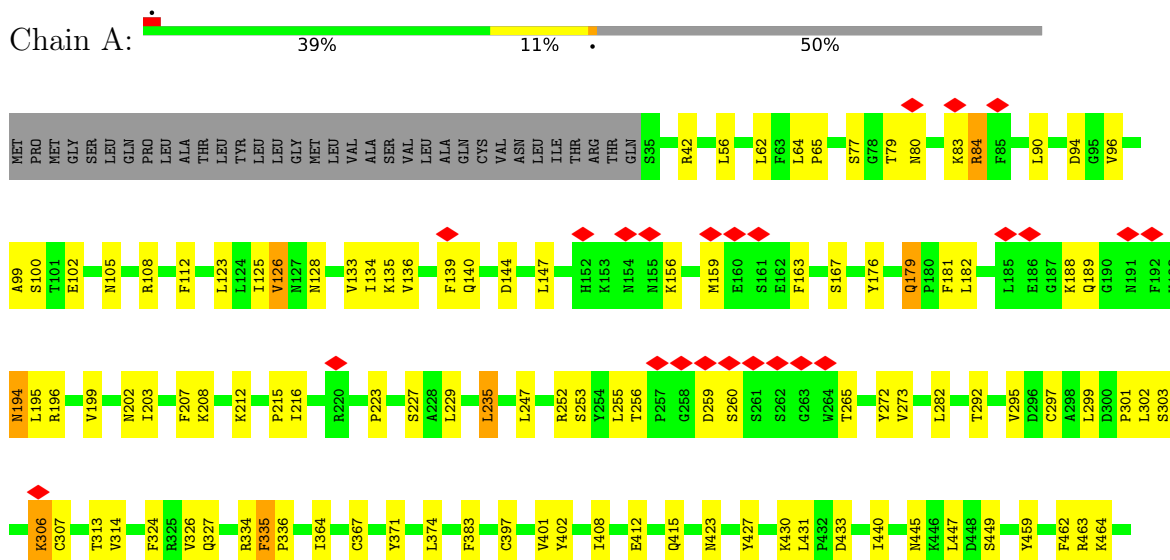 Chain A:
39% 11% 50%
MET PRO MET GLY SER LEU GLN PRO LEU ALA THR LEU TYR LEU LEU GLY MET LEU VAL ALA SER VAL LEU ALA GLN CYS VAL ASN LEU ILE THR ARG THR GLN S35 R42 L56 L62 F63 L64 P65 S77 G78 T79 N80 K83 R84 F85 L90 D94 G95 V96
A99 S100 T101 E102 N105 R108 F112 L123 L124 I125 V126 N127 N128 V133 I134 K135 V136 F139 Q140 D144 L147 H152 K153 N154 N155 K156 M159 E160 S161 E162 F163 S167 Y176 Q179 P180 F181 L182 L185 E186 G187 K188 Q189 G190 N191 F192
N194 L195 R196 V199 N202 I203 F207 K208 K212 P215 I216 R220 P223 S227 A228 L229 L235 L247 R252 S253 Y254 L255 T256 P257 G258 D259 S260 S261 S262 G263 W264 T265 Y272 V273 L282 T292 V295 D296 C297 A298 L299 D300 P301 L302 S303
K306 C307 T313 V314 F324 R325 V326 Q327 R334 F335 P336 I364 C367 Y371 L374 F383 C397 V401 Y402 I408 E412 Q415 N423 Y427 K430 L431 P432 D433 I440 N445 K446 L447 D448 S449 Y459 F462 R463 K464